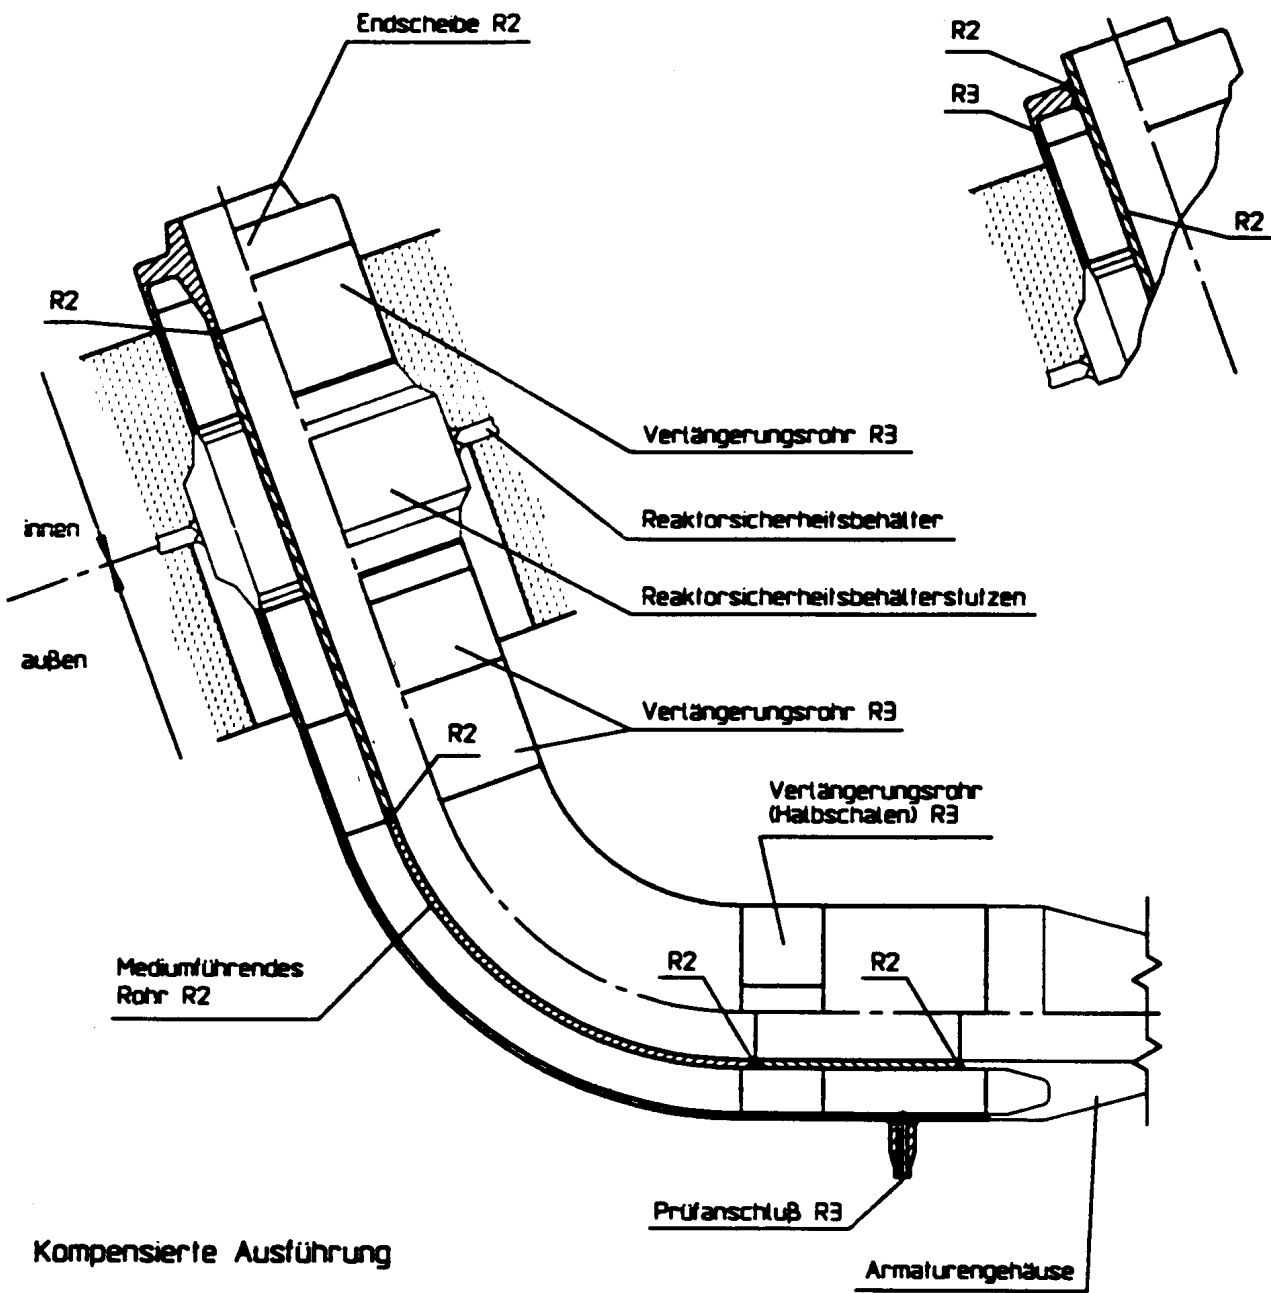 Endscheibe R2
R2
R3
R2
R2
Verlängerungsrohr R3
Reaktorsicherheitsbehälter
innen
Reaktorsicherheitsbehälterstutzen
außen
Verlängerungsrohr R3
R2
Verlängerungsrohr
(Halbschalen) R3
Mediumführendes
Rohr R2
R2
R2
Prüfanschluß R3
Kompensierte Ausführung
Armaturengehäuse